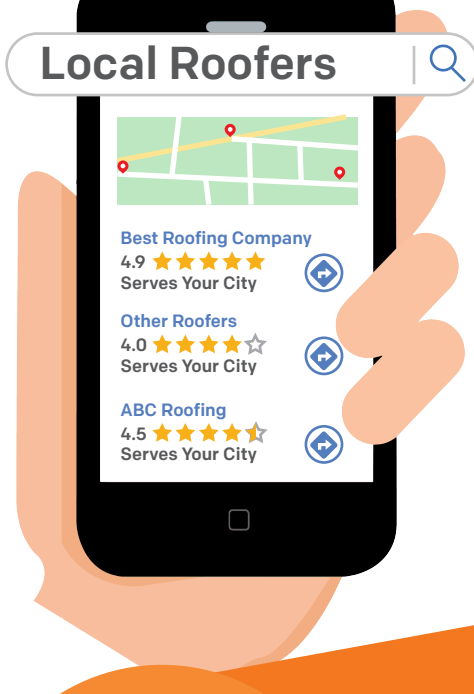 Local Roofers
Best Roofing Company
4.9
Serves Your City
Other Roofers
4.0
Serves Your City
ABC Roofing
4.5
Serves Your City